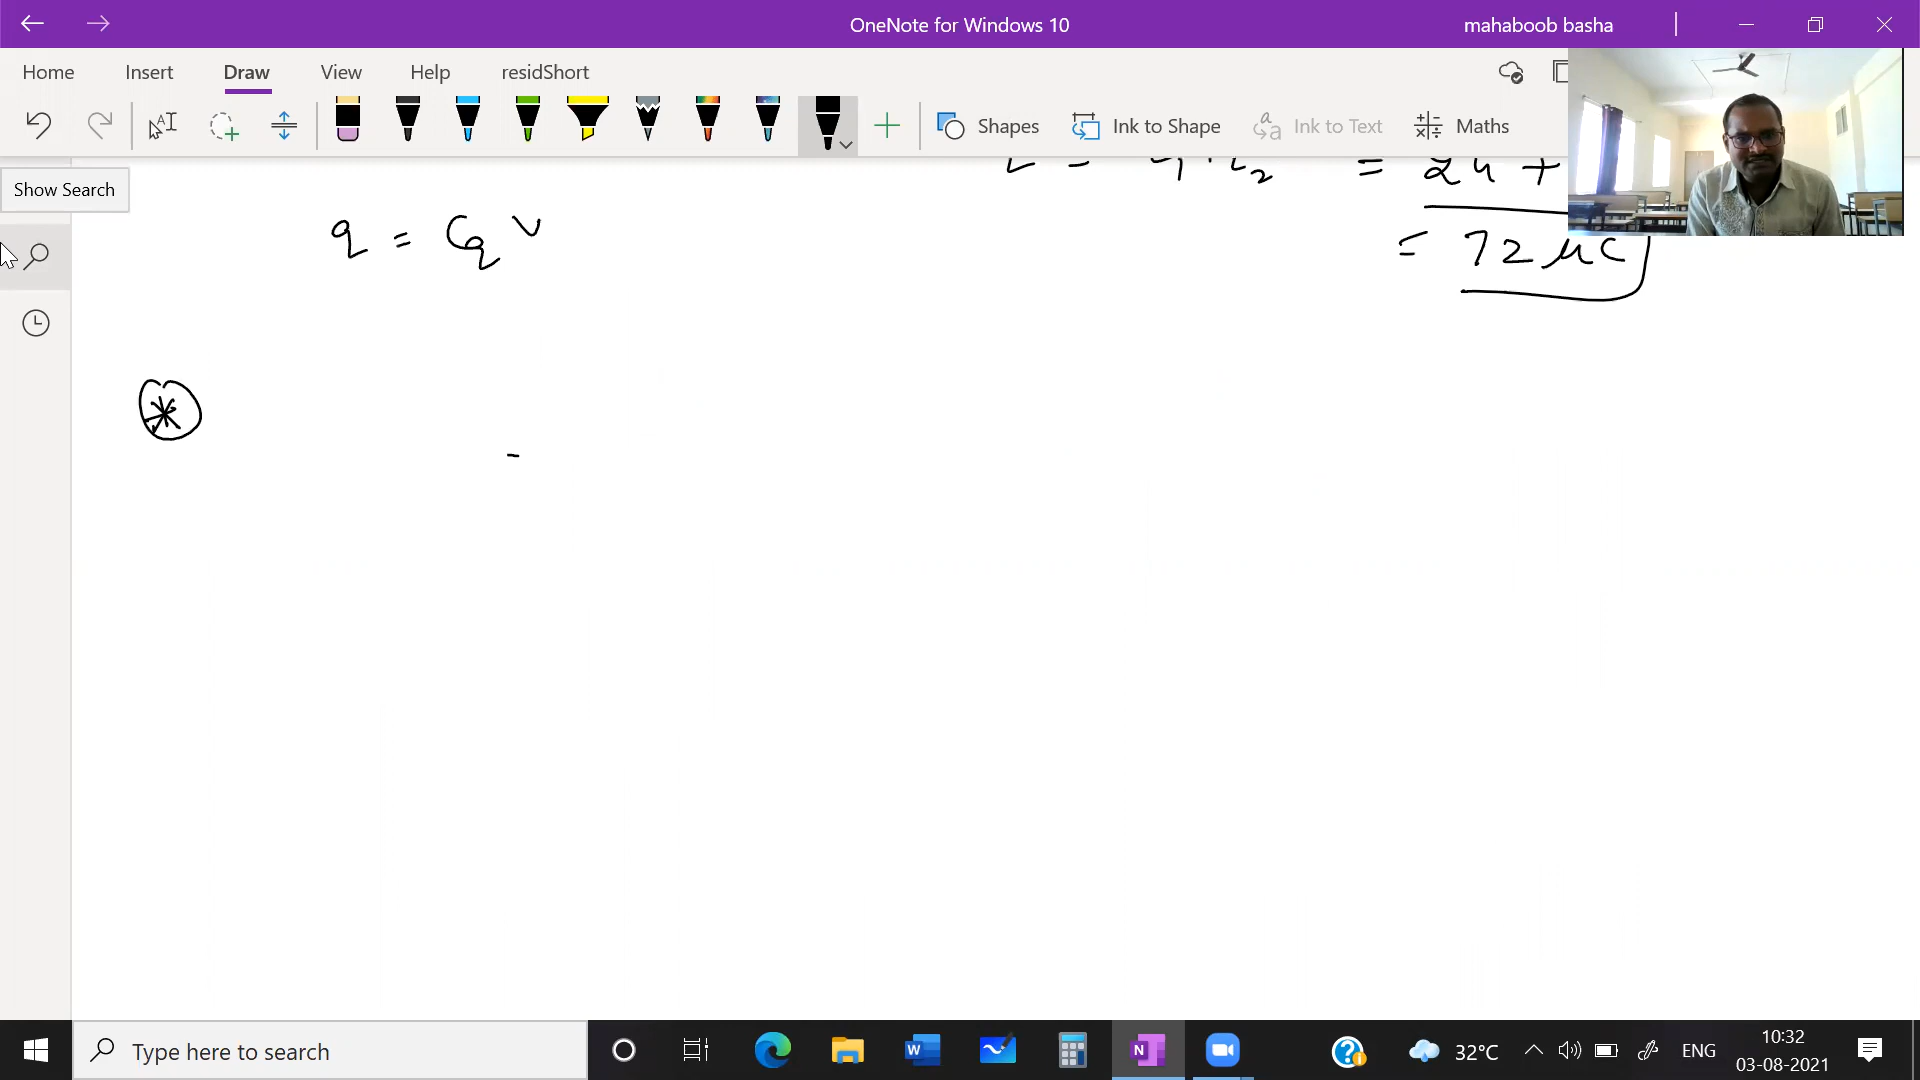 OneNote for Windows 10
mahaboob basha
Home Insert Draw View Help residShort
Shapes Ink to Shape Ink to Text Maths
Show Search
= 24 +
q = Cq V
= 72 μC
*
-
Type here to search
32°C ENG 10:32
03-08-2021